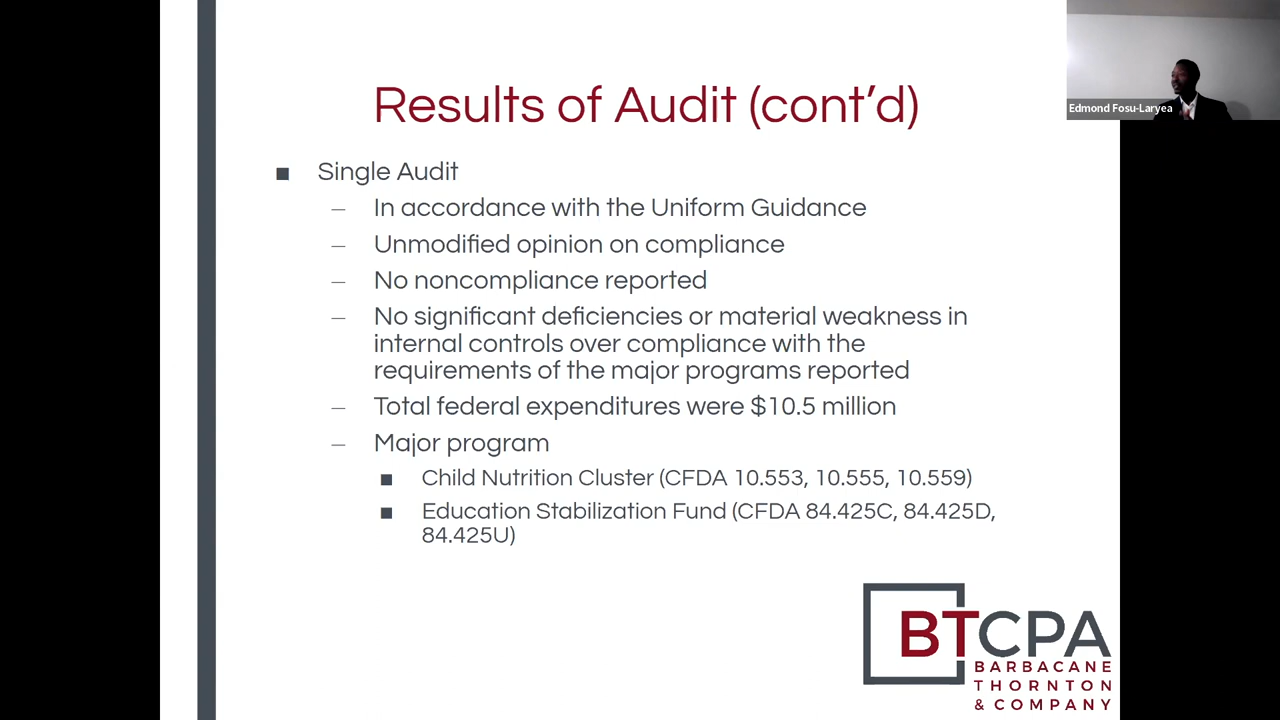 Results of Audit (cont’d)
Edmond Fosu-Laryea
■ Single Audit
– In accordance with the Uniform Guidance
– Unmodified opinion on compliance
– No noncompliance reported
– No significant deficiencies or material weakness in
internal controls over compliance with the
requirements of the major programs reported
– Total federal expenditures were $10.5 million
– Major program
■ Child Nutrition Cluster (CFDA 10.553, 10.555, 10.559)
■ Education Stabilization Fund (CFDA 84.425C, 84.425D,
84.425U)
BTCPA
BARBACANE
THORNTON
& COMPANY